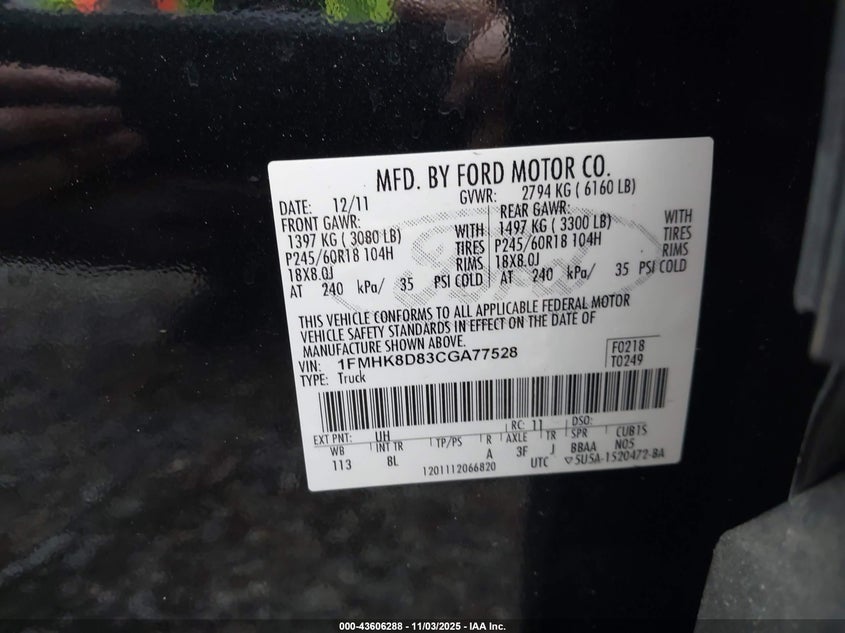 MFD. BY FORD MOTOR CO.
DATE: 12/11 GVWR: 2794 KG ( 6160 LB)
FRONT GAWR: REAR GAWR:
1397 KG ( 3080 LB) WITH 1497 KG ( 3300 LB) WITH
P245/60R18 104H TIRES P245/60R18 104H TIRES
18X8.0J RIMS 18X8.0J RIMS
AT 240 kPa/ 35 PSI COLD AT 240 kPa/ 35 PSI COLD
Ford
THIS VEHICLE CONFORMS TO ALL APPLICABLE FEDERAL MOTOR
VEHICLE SAFETY STANDARDS IN EFFECT ON THE DATE OF
MANUFACTURE SHOWN ABOVE.
VIN: 1FMHK8D83CGA77528 F0218
TYPE: Truck T0249
EXT PNT: UH RC: 11 DSO:
WB INT TR TP/PS R AXLE TR SPR CUB1S
113 8L A 3F J BBAA N05
1201112066820 UTC 5U5A-1520472-BA
000-43606288 - 11/03/2025 - IAA Inc.